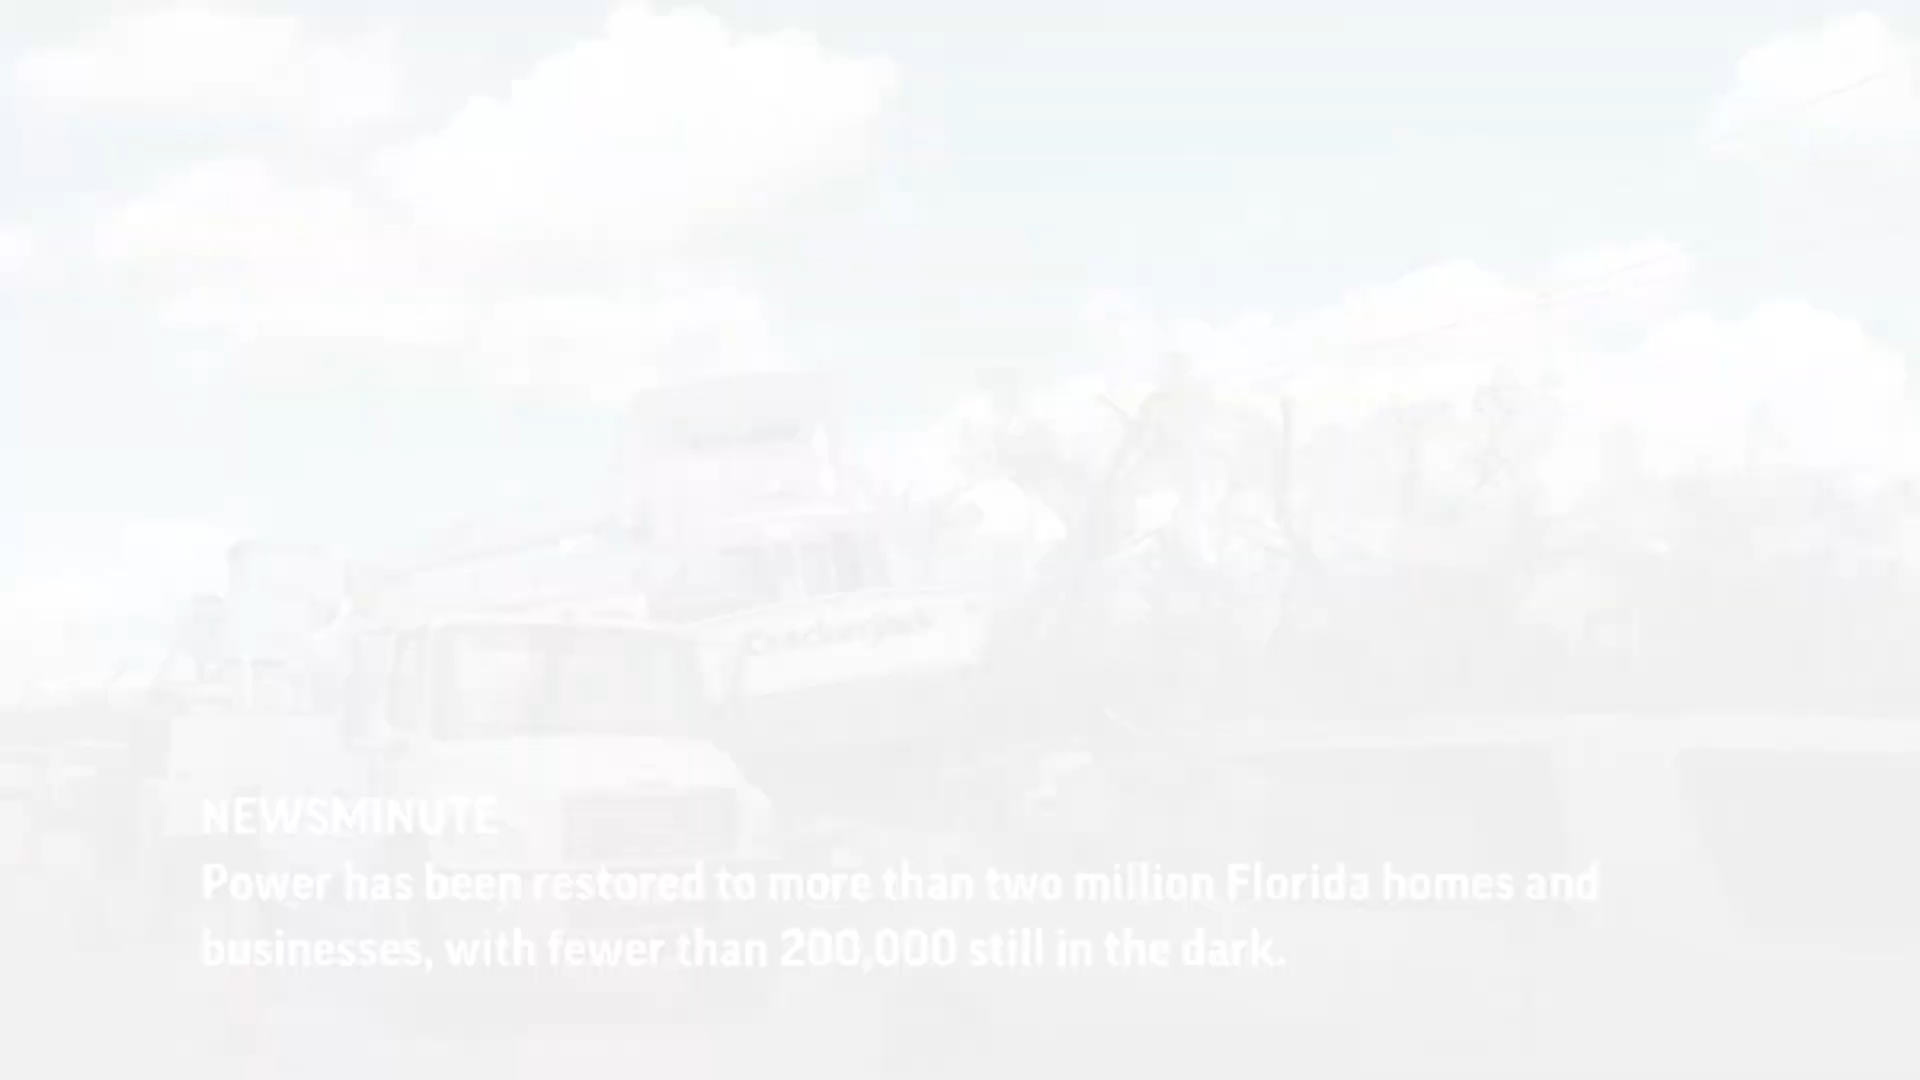 NEWSMINUTE
Power has been restored to more than two million Florida homes and
businesses, with fewer than 200,000 still in the dark.